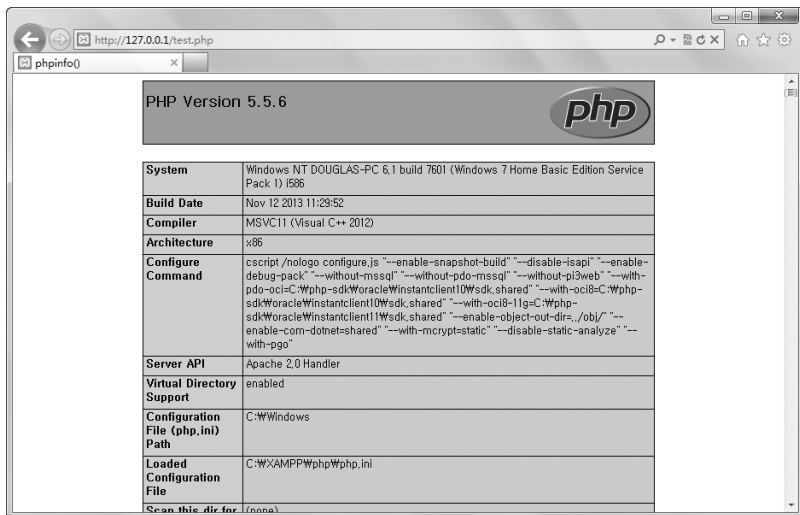 http://127.0.0.1/test.php
phpinfo()
PHP Version 5.5.6
php
System
Windows NT DOUGLAS-PC 6.1 build 7601 (Windows 7 Home Basic Edition Service
Pack 1) i586
Build Date
Nov 12 2013 11:29:52
Compiler
MSVC11 (Visual C++ 2012)
Architecture
x86
Configure
Command
cscript /nologo configure.js "--enable-snapshot-build" "--disable-isapi" "--enable-
debug-pack" "--without-mssql" "--without-pdo-mssql" "--without-pi3web" "--with-
pdo-oci=C:₩php-sdk₩oracle₩instantclient10₩sdk,shared" "--with-oci8=C:₩php-
sdk₩oracle₩instantclient10₩sdk,shared" "--with-oci8-11g=C:₩php-
sdk₩oracle₩instantclient11₩sdk,shared" "--enable-object-out-dir=../obj/" "--
enable-com-dotnet=shared" "--with-mcrypt=static" "--disable-static-analyze" "--
with-pgo"
Server API
Apache 2.0 Handler
Virtual Directory
Support
enabled
Configuration
File (php.ini)
Path
C:₩Windows
Loaded
Configuration
File
C:₩XAMPP₩php₩php.ini
Scan this dir for
(none)